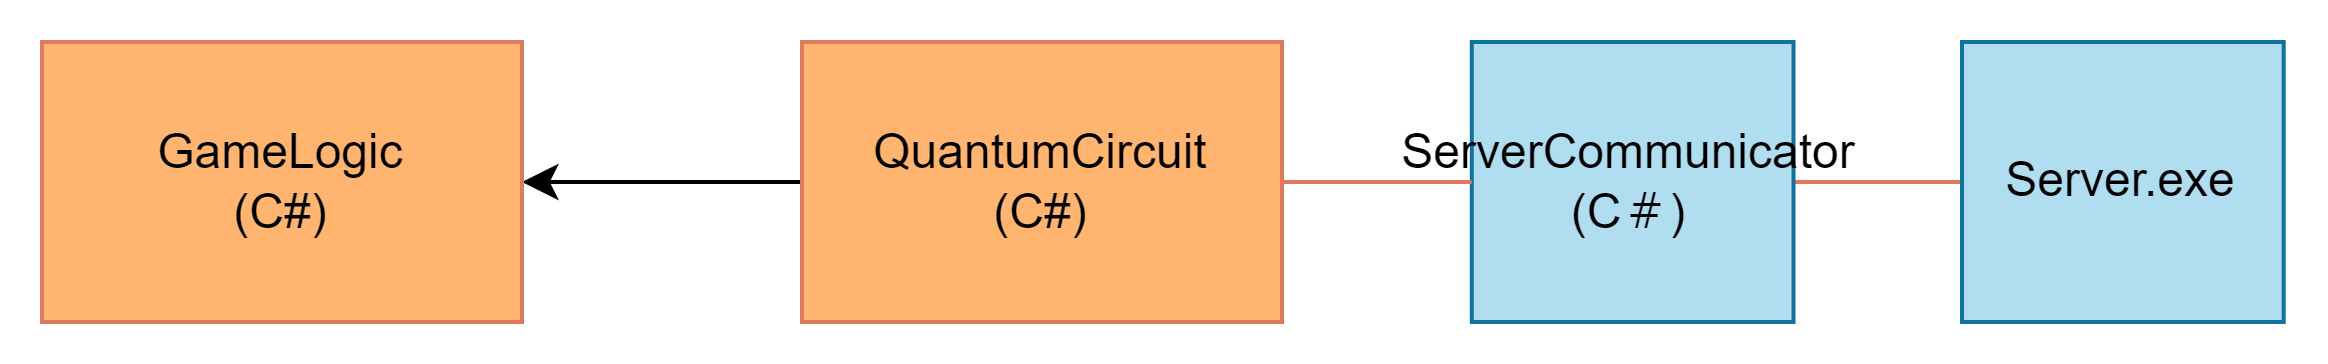 GameLogic
(C#)
QuantumCircuit
(C#)
ServerCommunicator
(C＃)
Server.exe